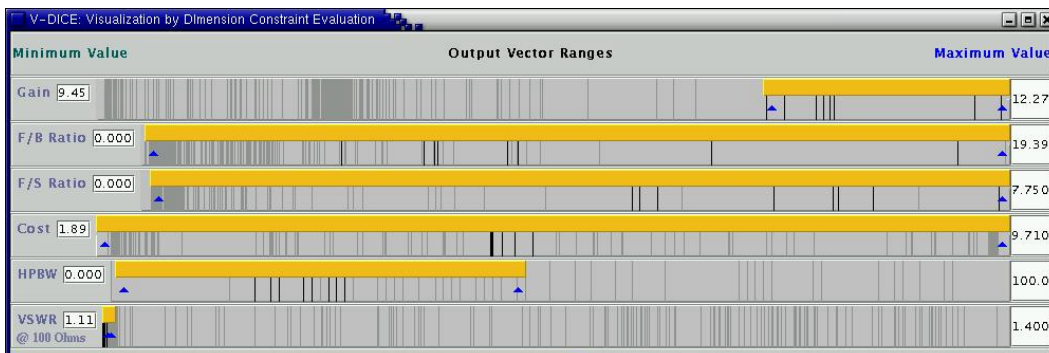 V-DICE: Visualization by DImension Constraint Evaluation
Minimum Value Output Vector Ranges Maximum Value
Gain 9.45 12.27
F/B Ratio 0.000 19.39
F/S Ratio 0.000 7.750
Cost 1.89 9.710
HPBW 0.000 100.0
VSWR 1.11 1.400
@ 100 Ohms